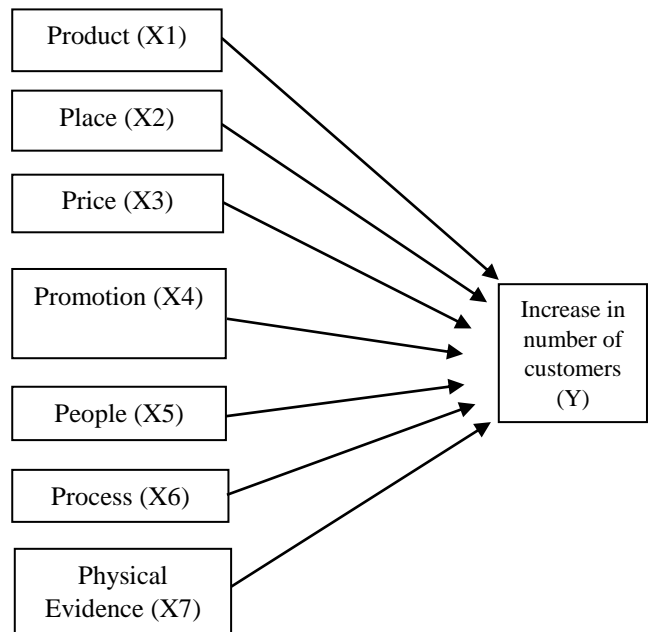 Product (X1)
Place (X2)
Price (X3)
Promotion (X4)
People (X5)
Process (X6)
Physical
Evidence (X7)
Increase in
number of
customers
(Y)